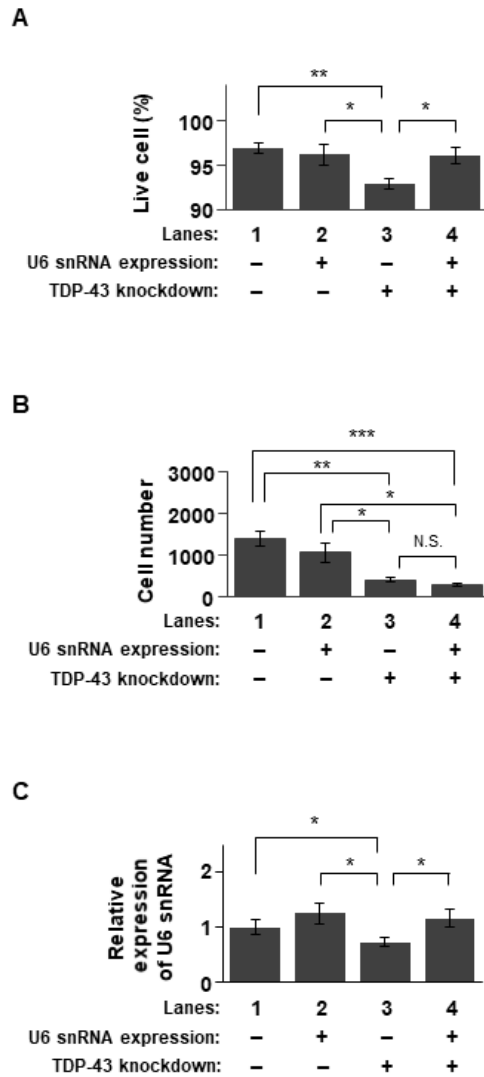 A
** 
* *
Live cell (%)
100
95
90
Lanes: 1 2 3 4
U6 snRNA expression: – + – +
TDP-43 knockdown: – – + +
B
***
**
*
*
N.S.
Cell number
3000
2000
1000
0
Lanes: 1 2 3 4
U6 snRNA expression: – + – +
TDP-43 knockdown: – – + +
C
*
* *
Relative
expression
of U6 snRNA
2
1
0
Lanes: 1 2 3 4
U6 snRNA expression: – + – +
TDP-43 knockdown: – – + +